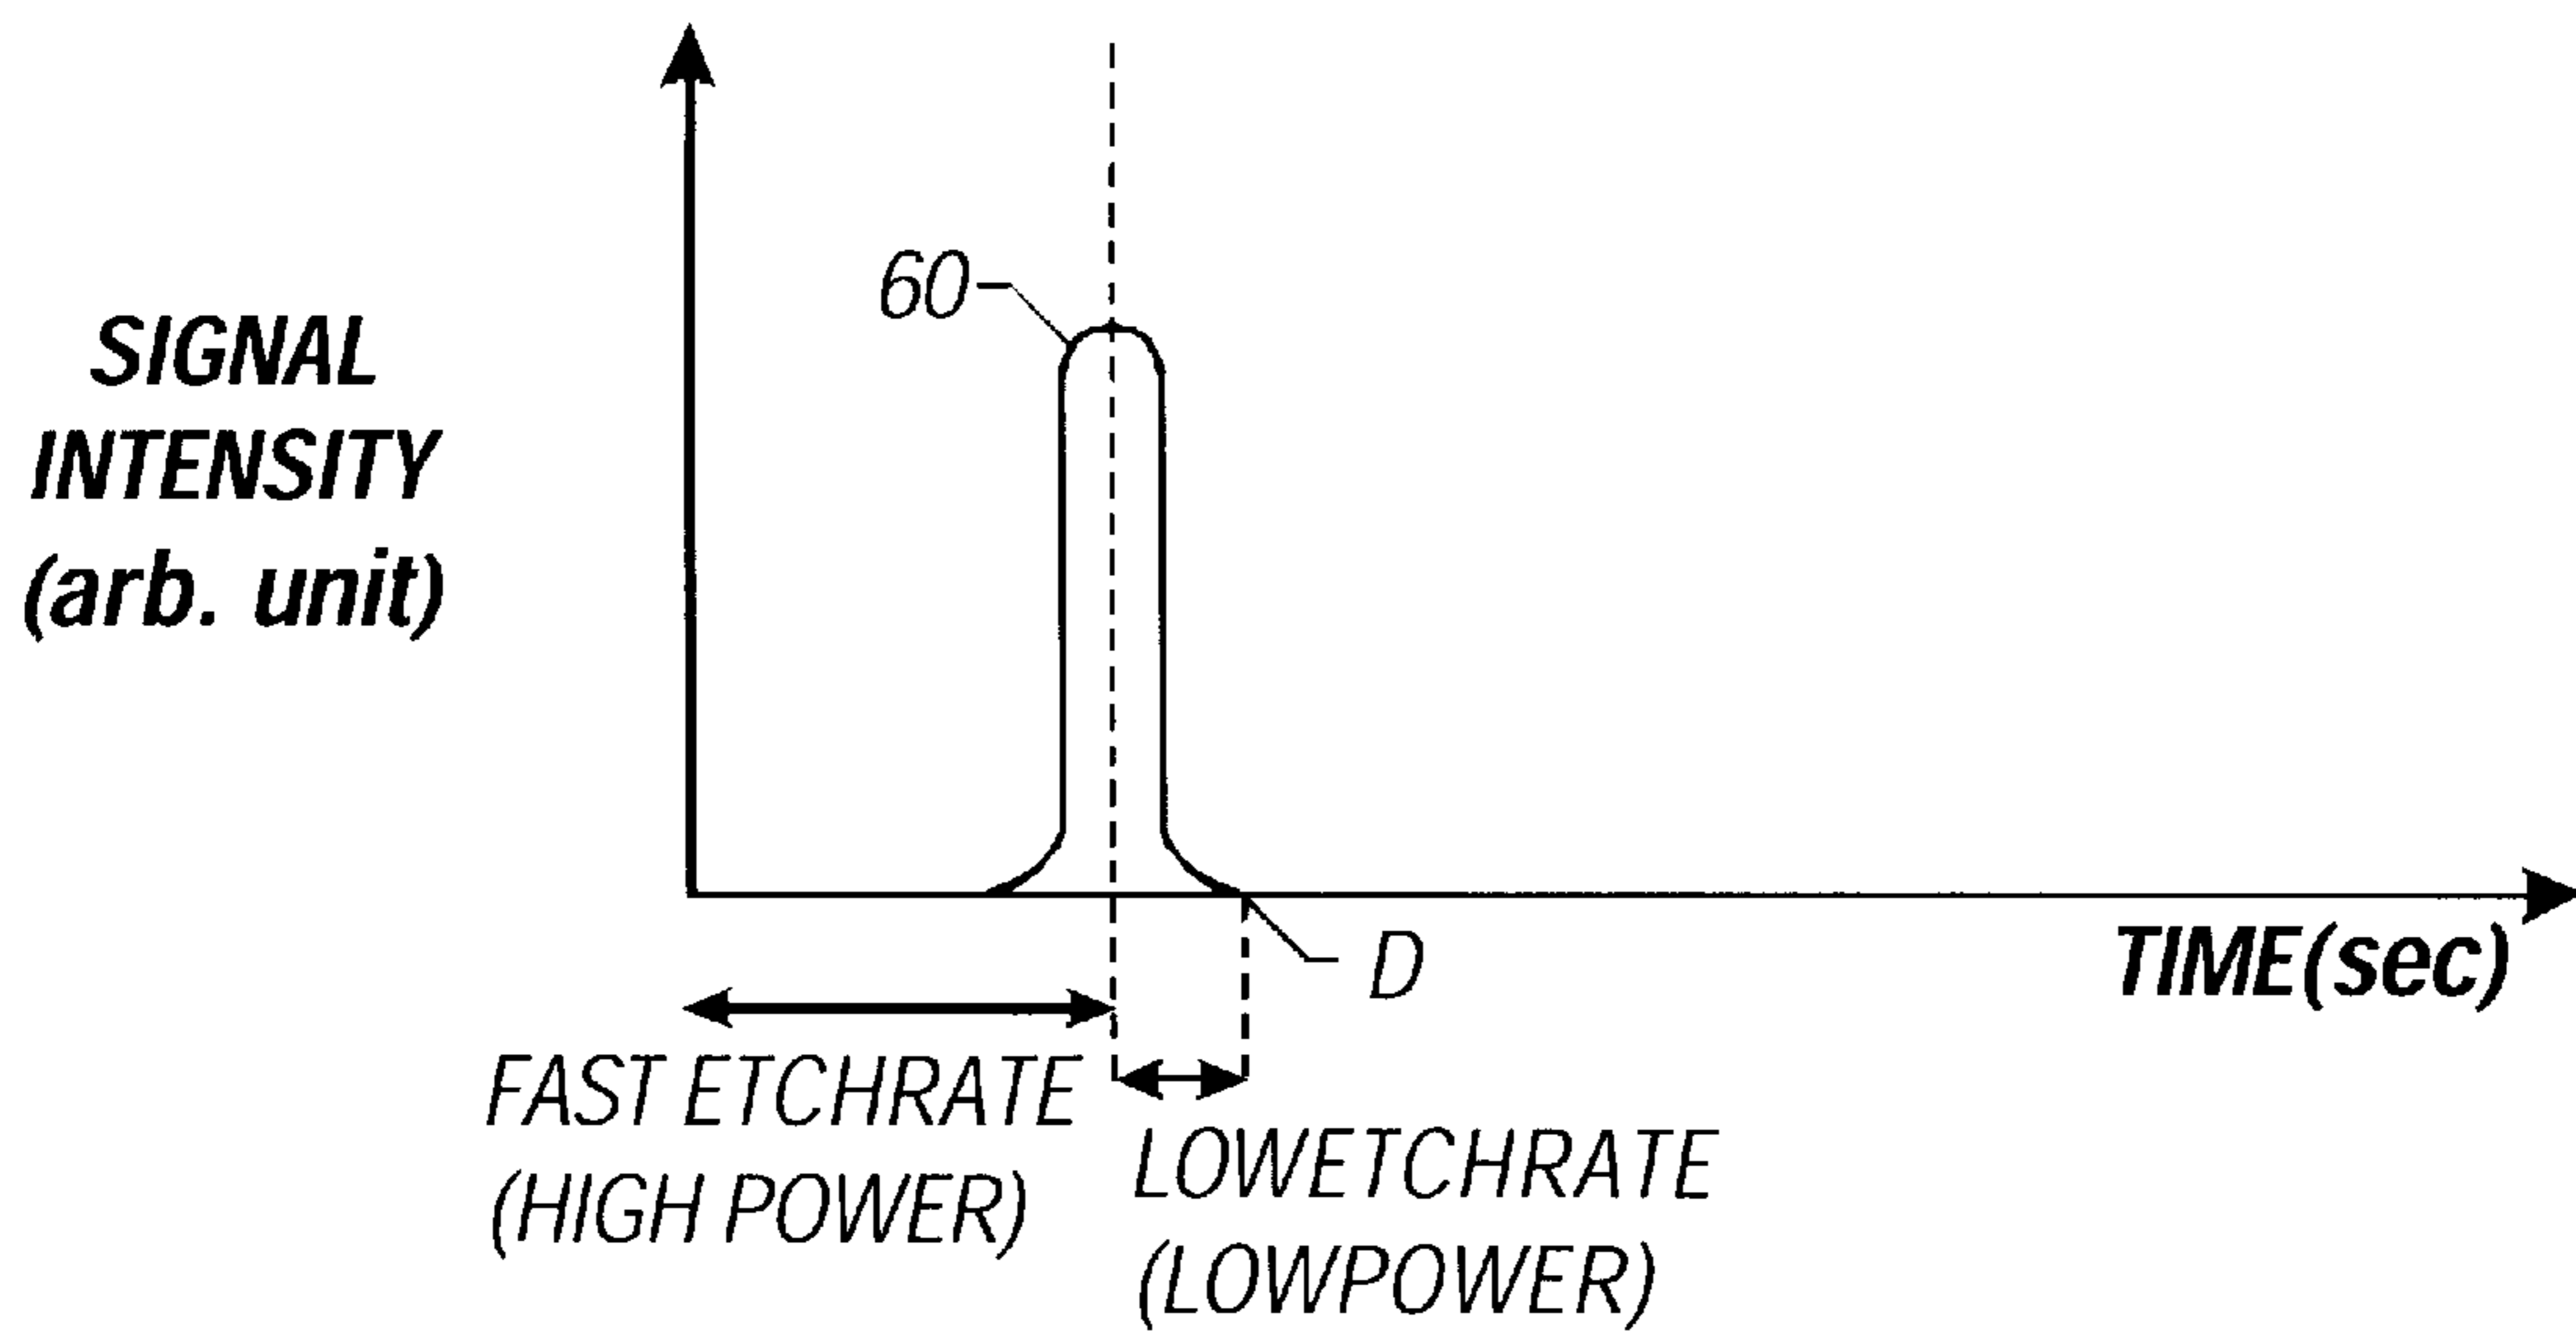 60
SIGNAL
INTENSITY
(arb. unit)
D
TIME(sec)
FAST ETCHRATE
(HIGH POWER)
LOWETCHRATE
(LOWPOWER)